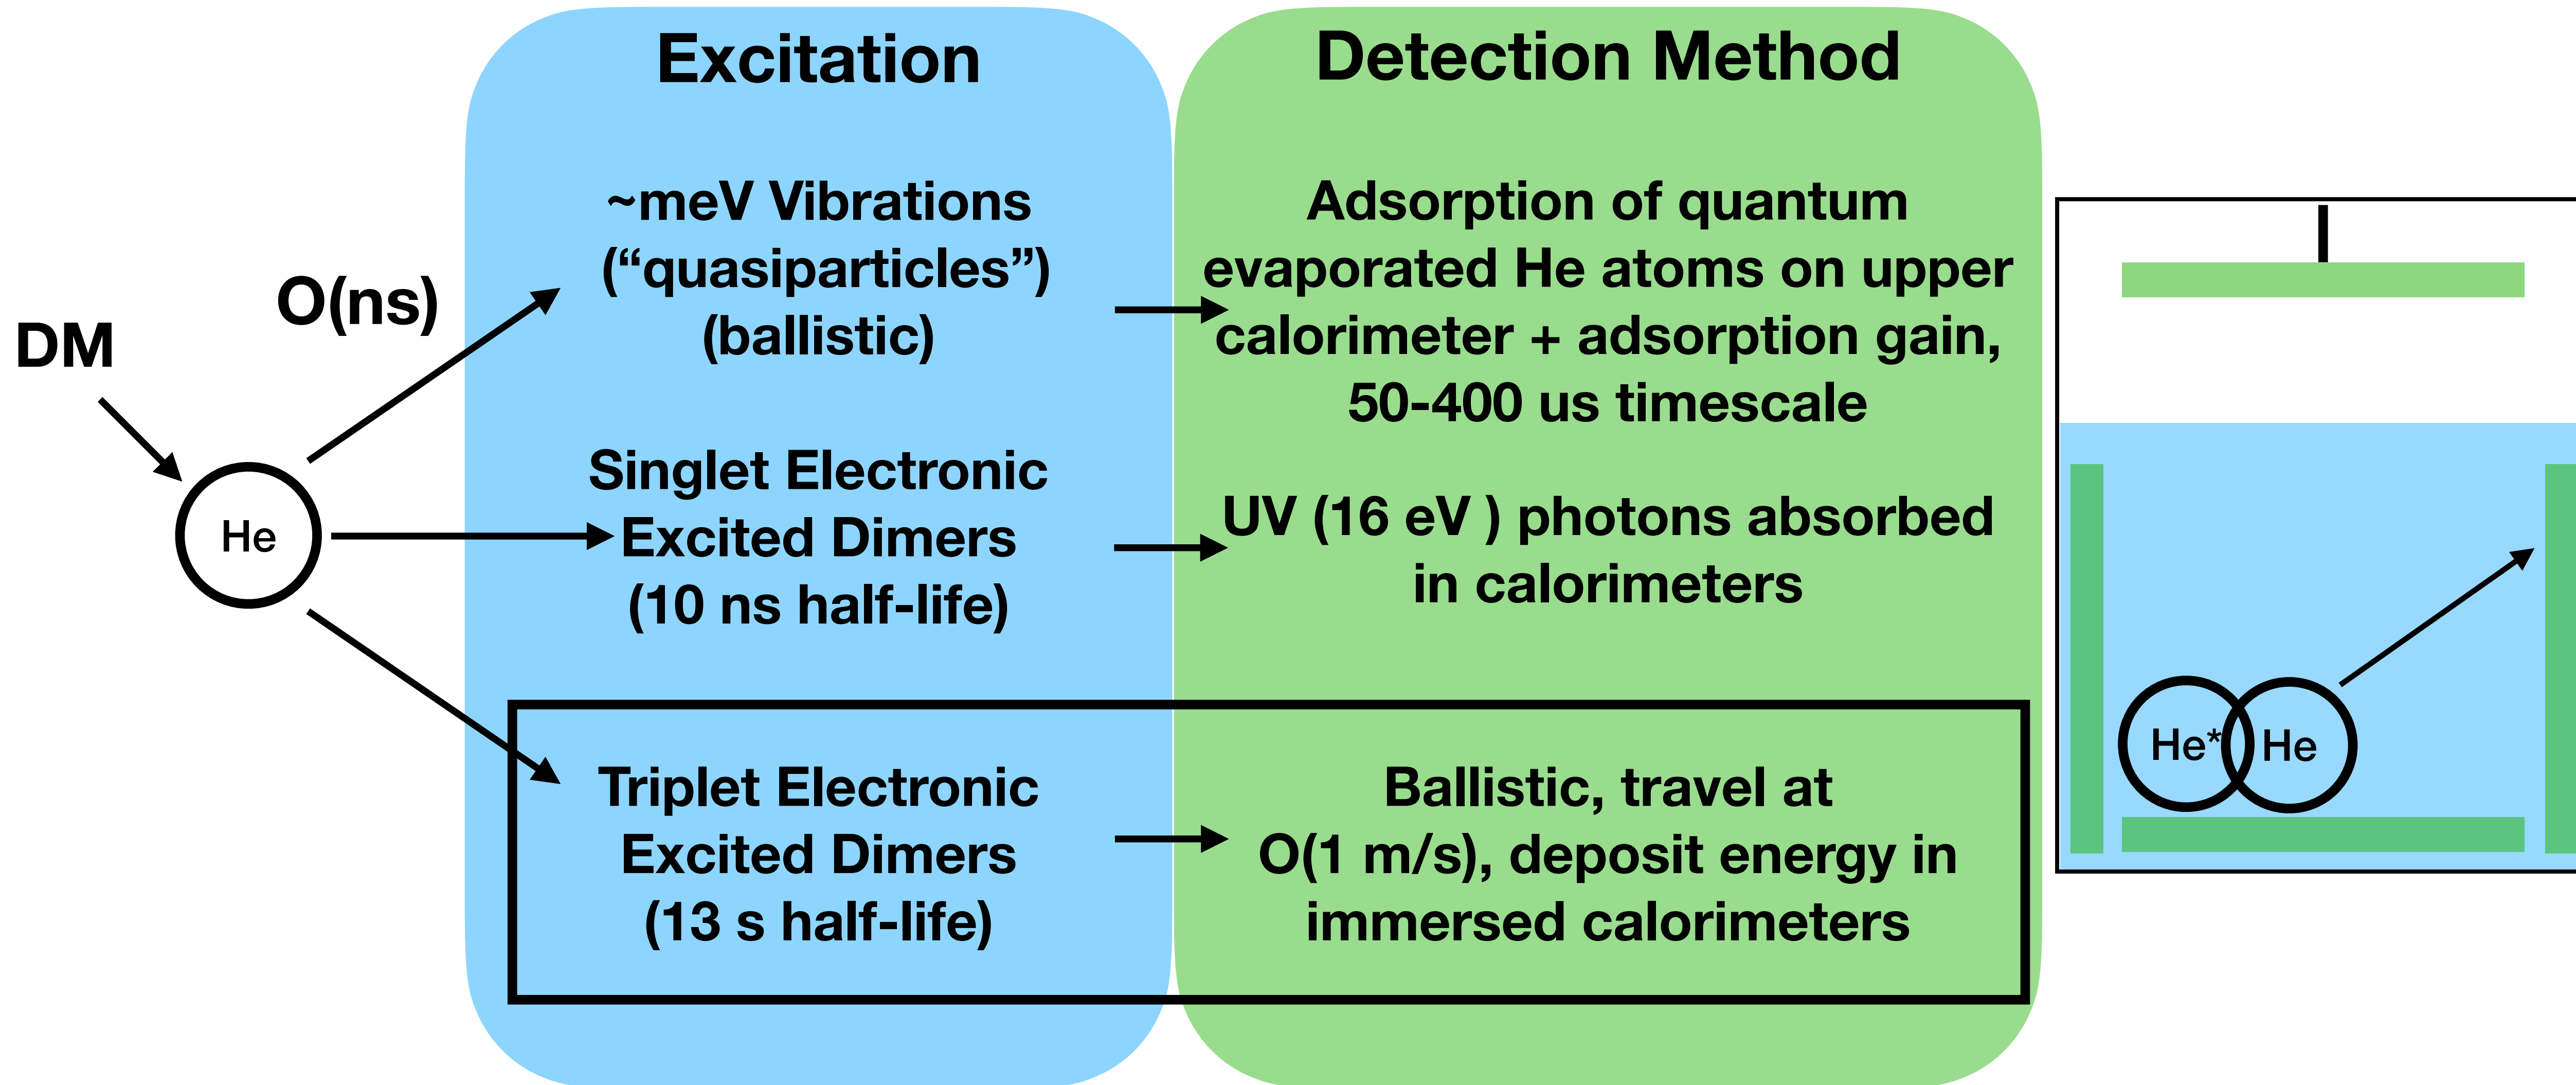 Excitation
Detection Method
DM
O(ns)
He
~meV Vibrations
(“quasiparticles”)
(ballistic)
Adsorption of quantum
evaporated He atoms on upper
calorimeter + adsorption gain,
50-400 us timescale
Singlet Electronic
Excited Dimers
(10 ns half-life)
UV (16 eV ) photons absorbed
in calorimeters
Triplet Electronic
Excited Dimers
(13 s half-life)
Ballistic, travel at
O(1 m/s), deposit energy in
immersed calorimeters
He*
He